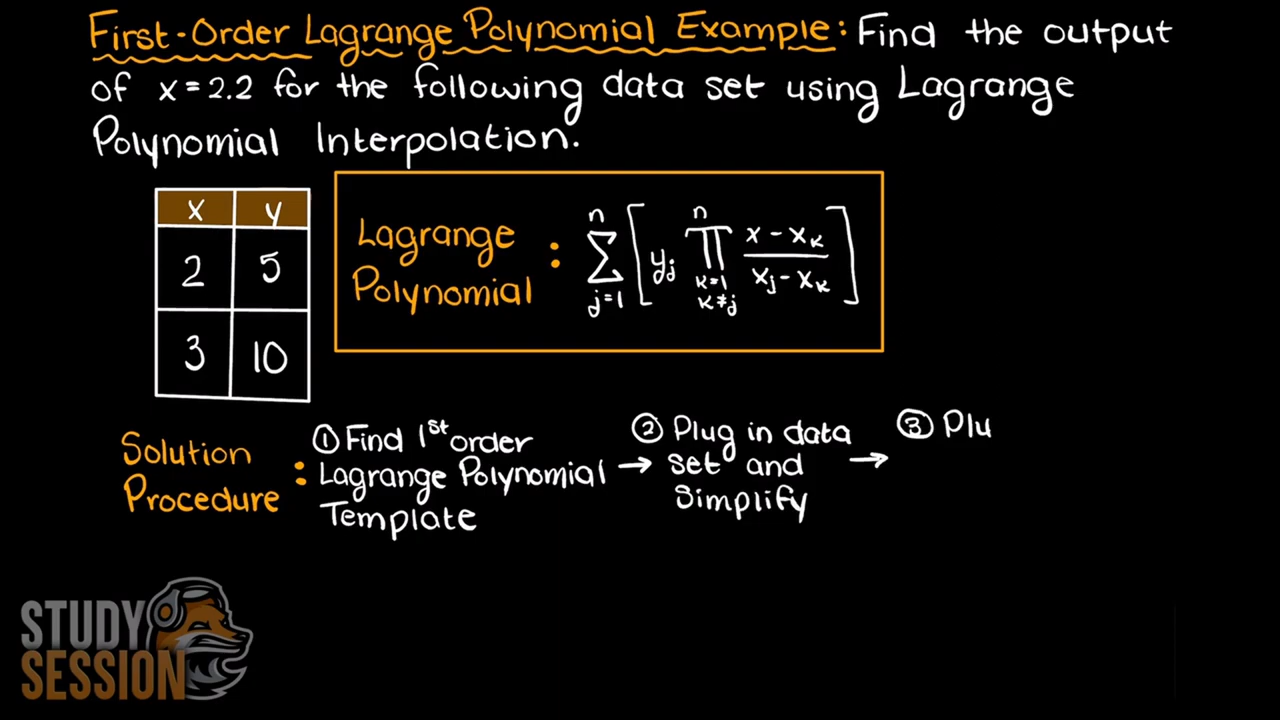 First-Order Lagrange Polynomial Example: Find the output
of x=2.2 for the following data set using Lagrange
Polynomial Interpolation.
x y
2 5
3 10
Lagrange
Polynomial
:
n
∑
j=1
[ yj
n
∏
k=1
k≠j
x - xk
xj - xk
]
Solution
Procedure
:
① Find 1st order
Lagrange Polynomial
Template
→
② Plug in data
set and
Simplify
→
③ Plu
STUDY
SESSION